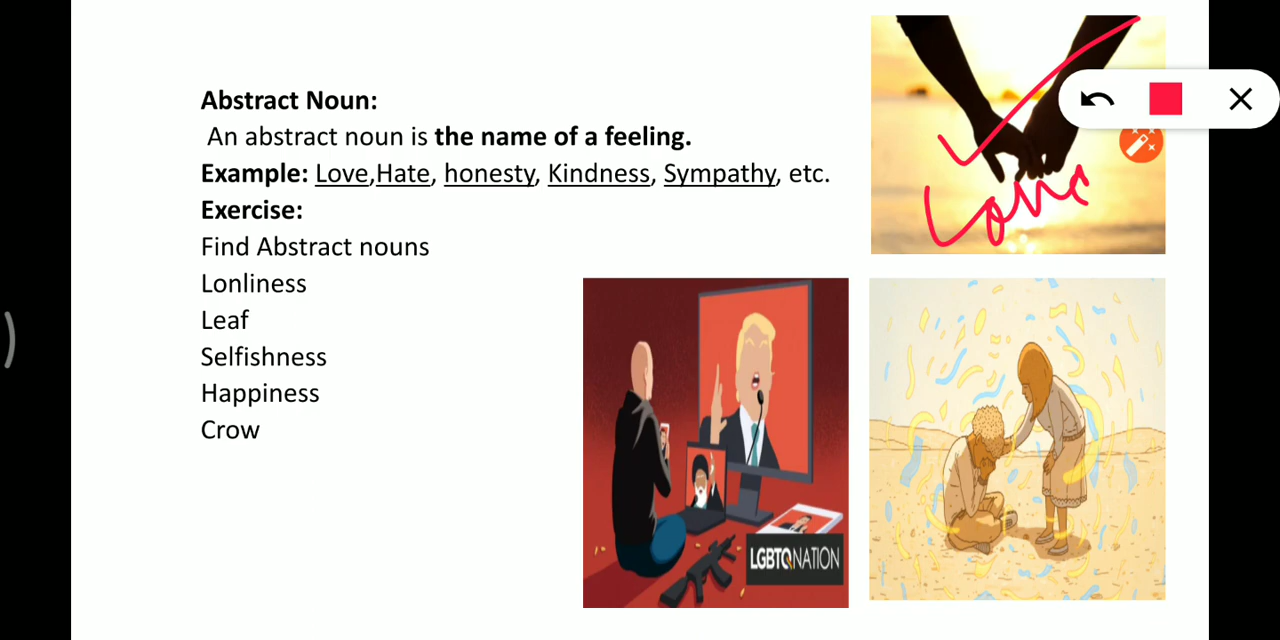 Abstract Noun:
An abstract noun is the name of a feeling.
Example: Love,Hate, honesty, Kindness, Sympathy, etc.
Exercise:
Find Abstract nouns
Lonliness
Leaf
Selfishness
Happiness
Crow
Love
LGBTQNATION